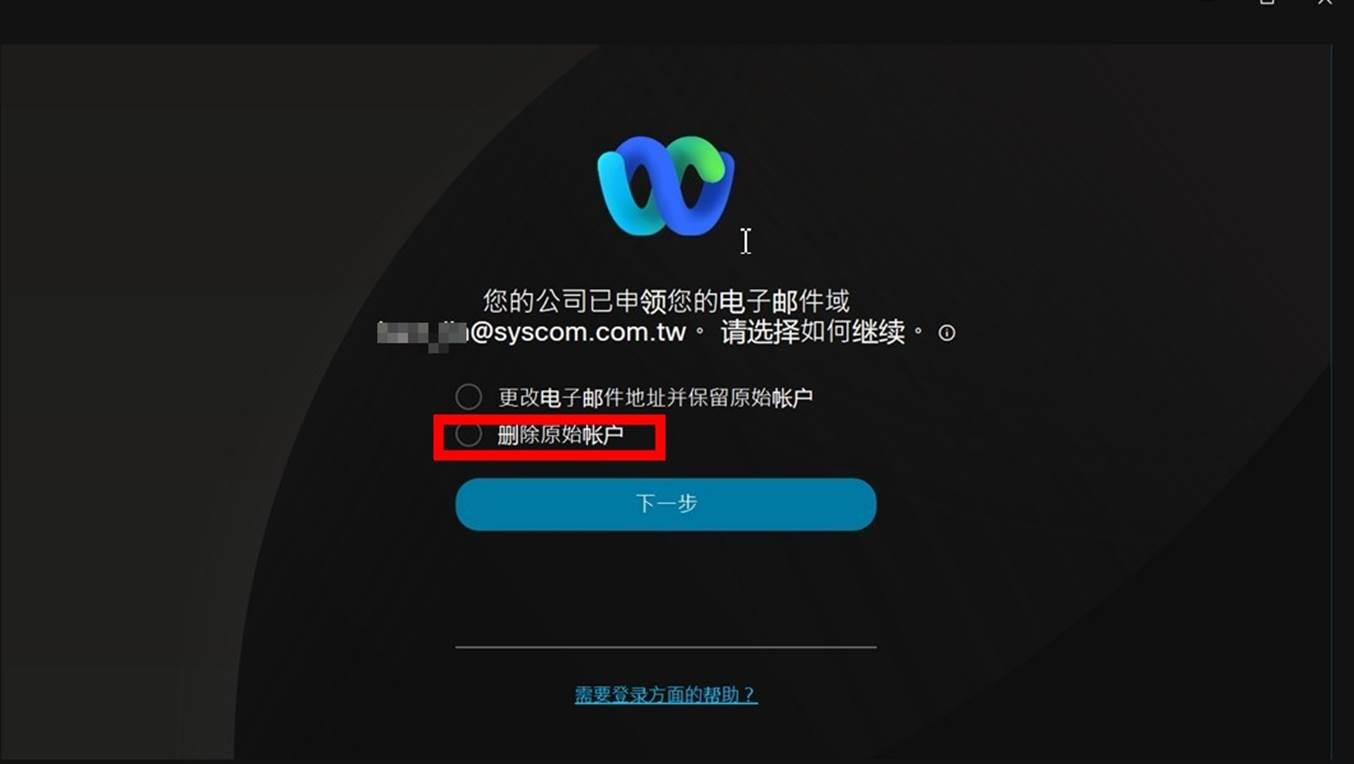 您的公司已申领您的电子邮件域
@syscom.com.tw。 请选择如何继续。
更改电子邮件地址并保留原始帐户
删除原始帐户
下一步
需要登录方面的帮助？